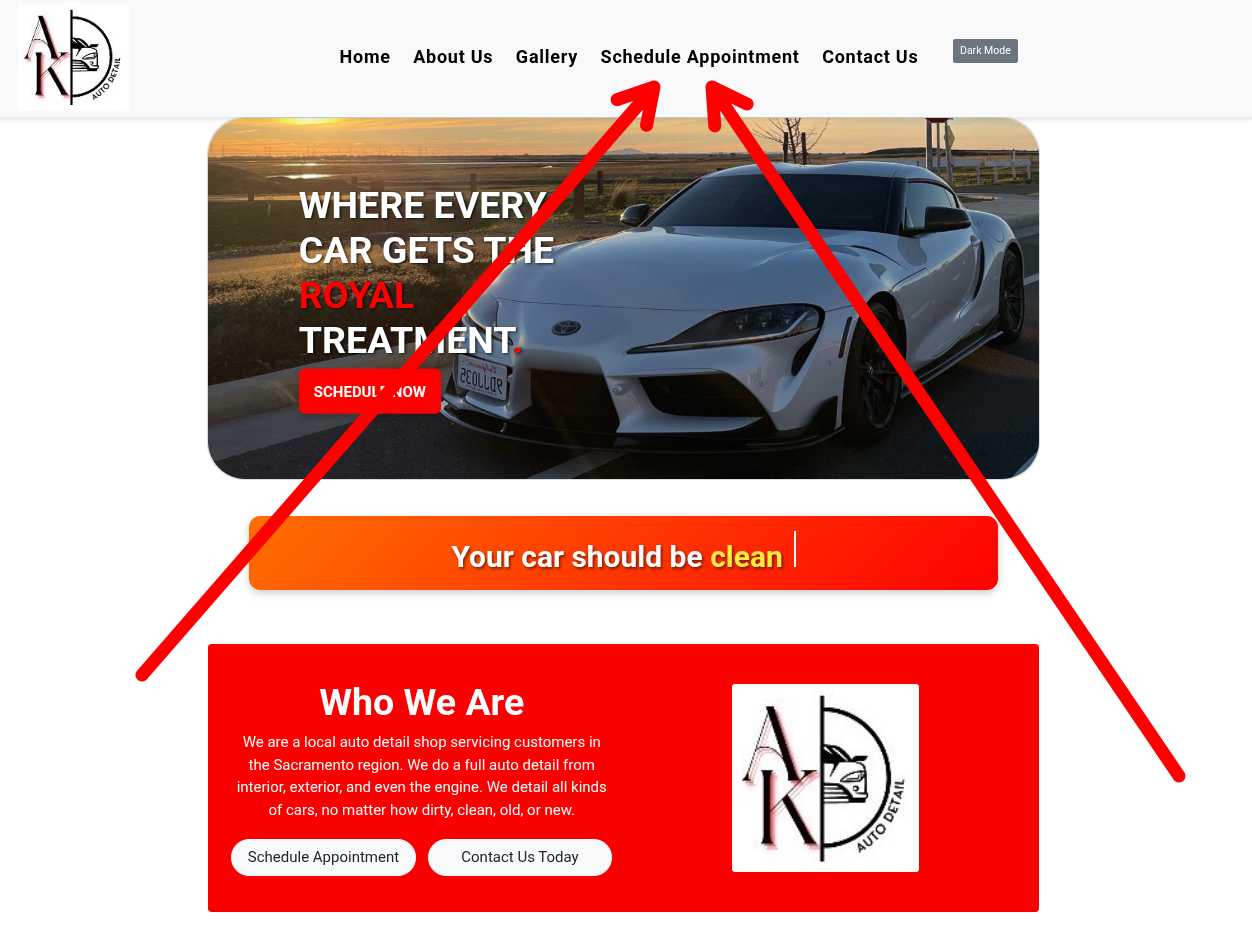 AK
AUTO DETAIL
Home About Us Gallery Schedule Appointment Contact Us Dark Mode
WHERE EVERY
CAR GETS THE
ROYAL
TREATMENT.
SCHEDULE NOW
Your car should be clean
Who We Are
We are a local auto detail shop servicing customers in
the Sacramento region. We do a full auto detail from
interior, exterior, and even the engine. We detail all kinds
of cars, no matter how dirty, clean, old, or new.
Schedule Appointment Contact Us Today
AK
AUTO DETAIL